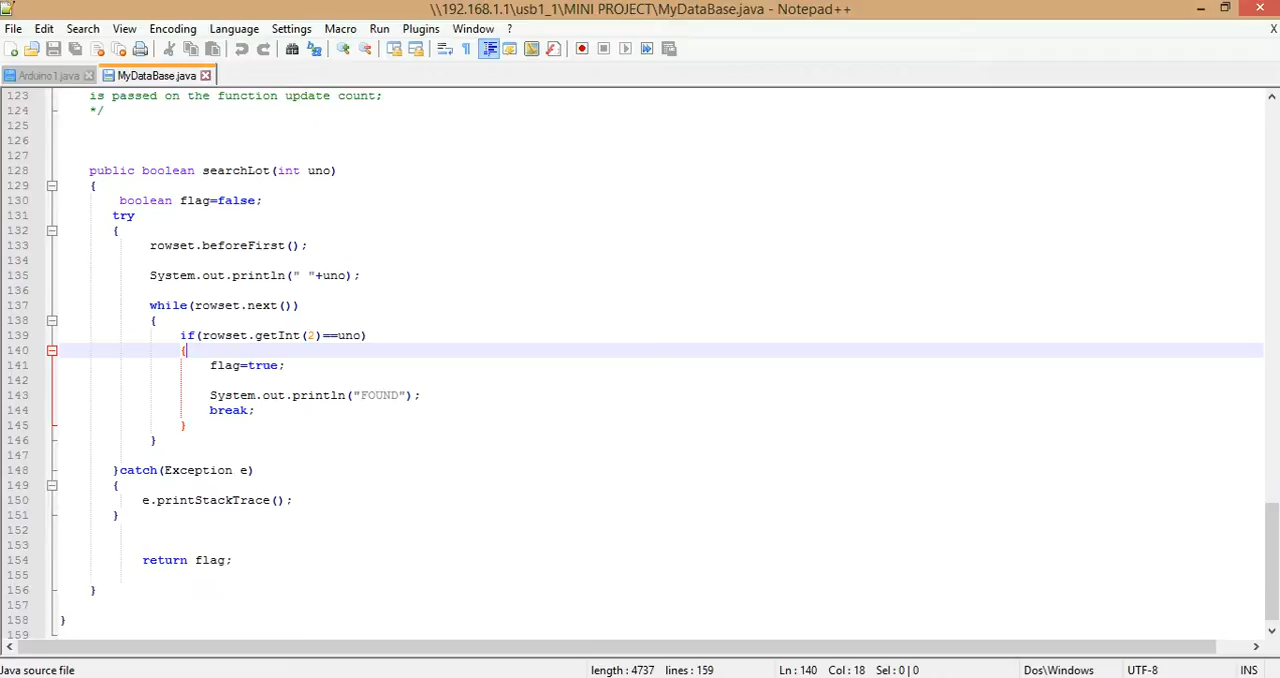 \\192.168.1.1\usb1_1\MINI PROJECT\MyDataBase.java - Notepad++
File Edit Search View Encoding Language Settings Macro Run Plugins Window ? X
Arduino1.java MyDataBase.java
123 is passed on the function update count;
124 */
125
126
127
128 public boolean searchLot(int uno)
129 {
130 boolean flag=false;
131 try
132 {
133 rowset.beforeFirst();
134
135 System.out.println(" "+uno);
136
137 while(rowset.next())
138 {
139 if(rowset.getInt(2)==uno)
140 {
141 flag=true;
142
143 System.out.println("FOUND");
144 break;
145 }
146 }
147
148 }catch(Exception e)
149 {
150 e.printStackTrace();
151 }
152
153
154 return flag;
155
156 }
157
158 }
159
Java source file length : 4737 lines : 159 Ln : 140 Col : 18 Sel : 0 | 0 Dos\Windows UTF-8 INS